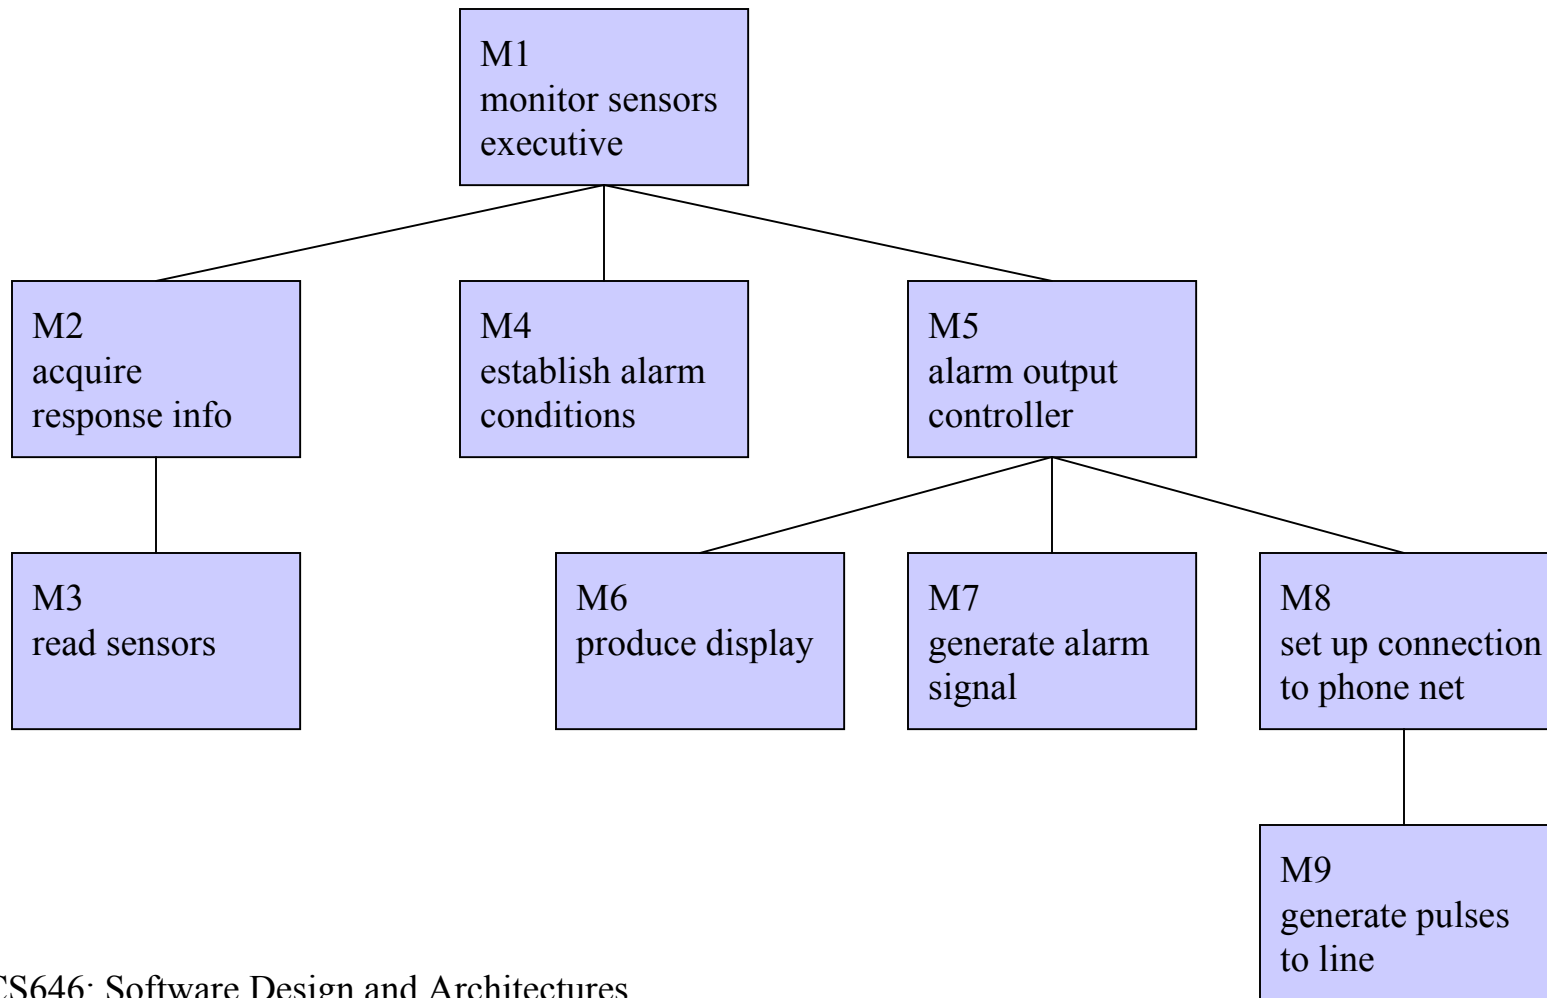 M1
monitor sensors
executive
M2
acquire
response info
M4
establish alarm
conditions
M5
alarm output
controller
M3
read sensors
M6
produce display
M7
generate alarm
signal
M8
set up connection
to phone net
M9
generate pulses
to line
CS646: Software Design and Architectures